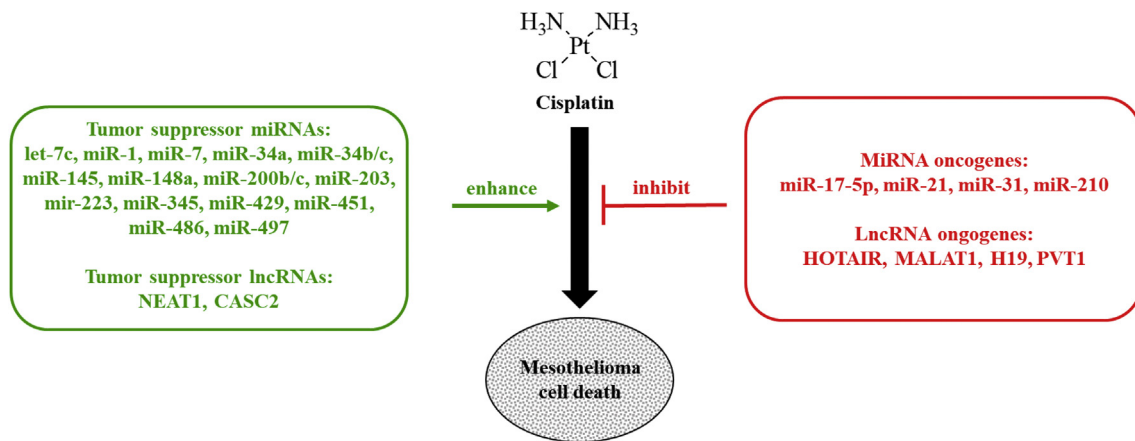 H3N NH3
Pt
Cl Cl
Cisplatin
Tumor suppressor miRNAs:
let-7c, miR-1, miR-7, miR-34a, miR-34b/c,
miR-145, miR-148a, miR-200b/c, miR-203,
mir-223, miR-345, miR-429, miR-451,
miR-486, miR-497
Tumor suppressor lncRNAs:
NEAT1, CASC2
enhance
inhibit
MiRNA oncogenes:
miR-17-5p, miR-21, miR-31, miR-210
LncRNA ongogenes:
HOTAIR, MALAT1, H19, PVT1
Mesothelioma
cell death